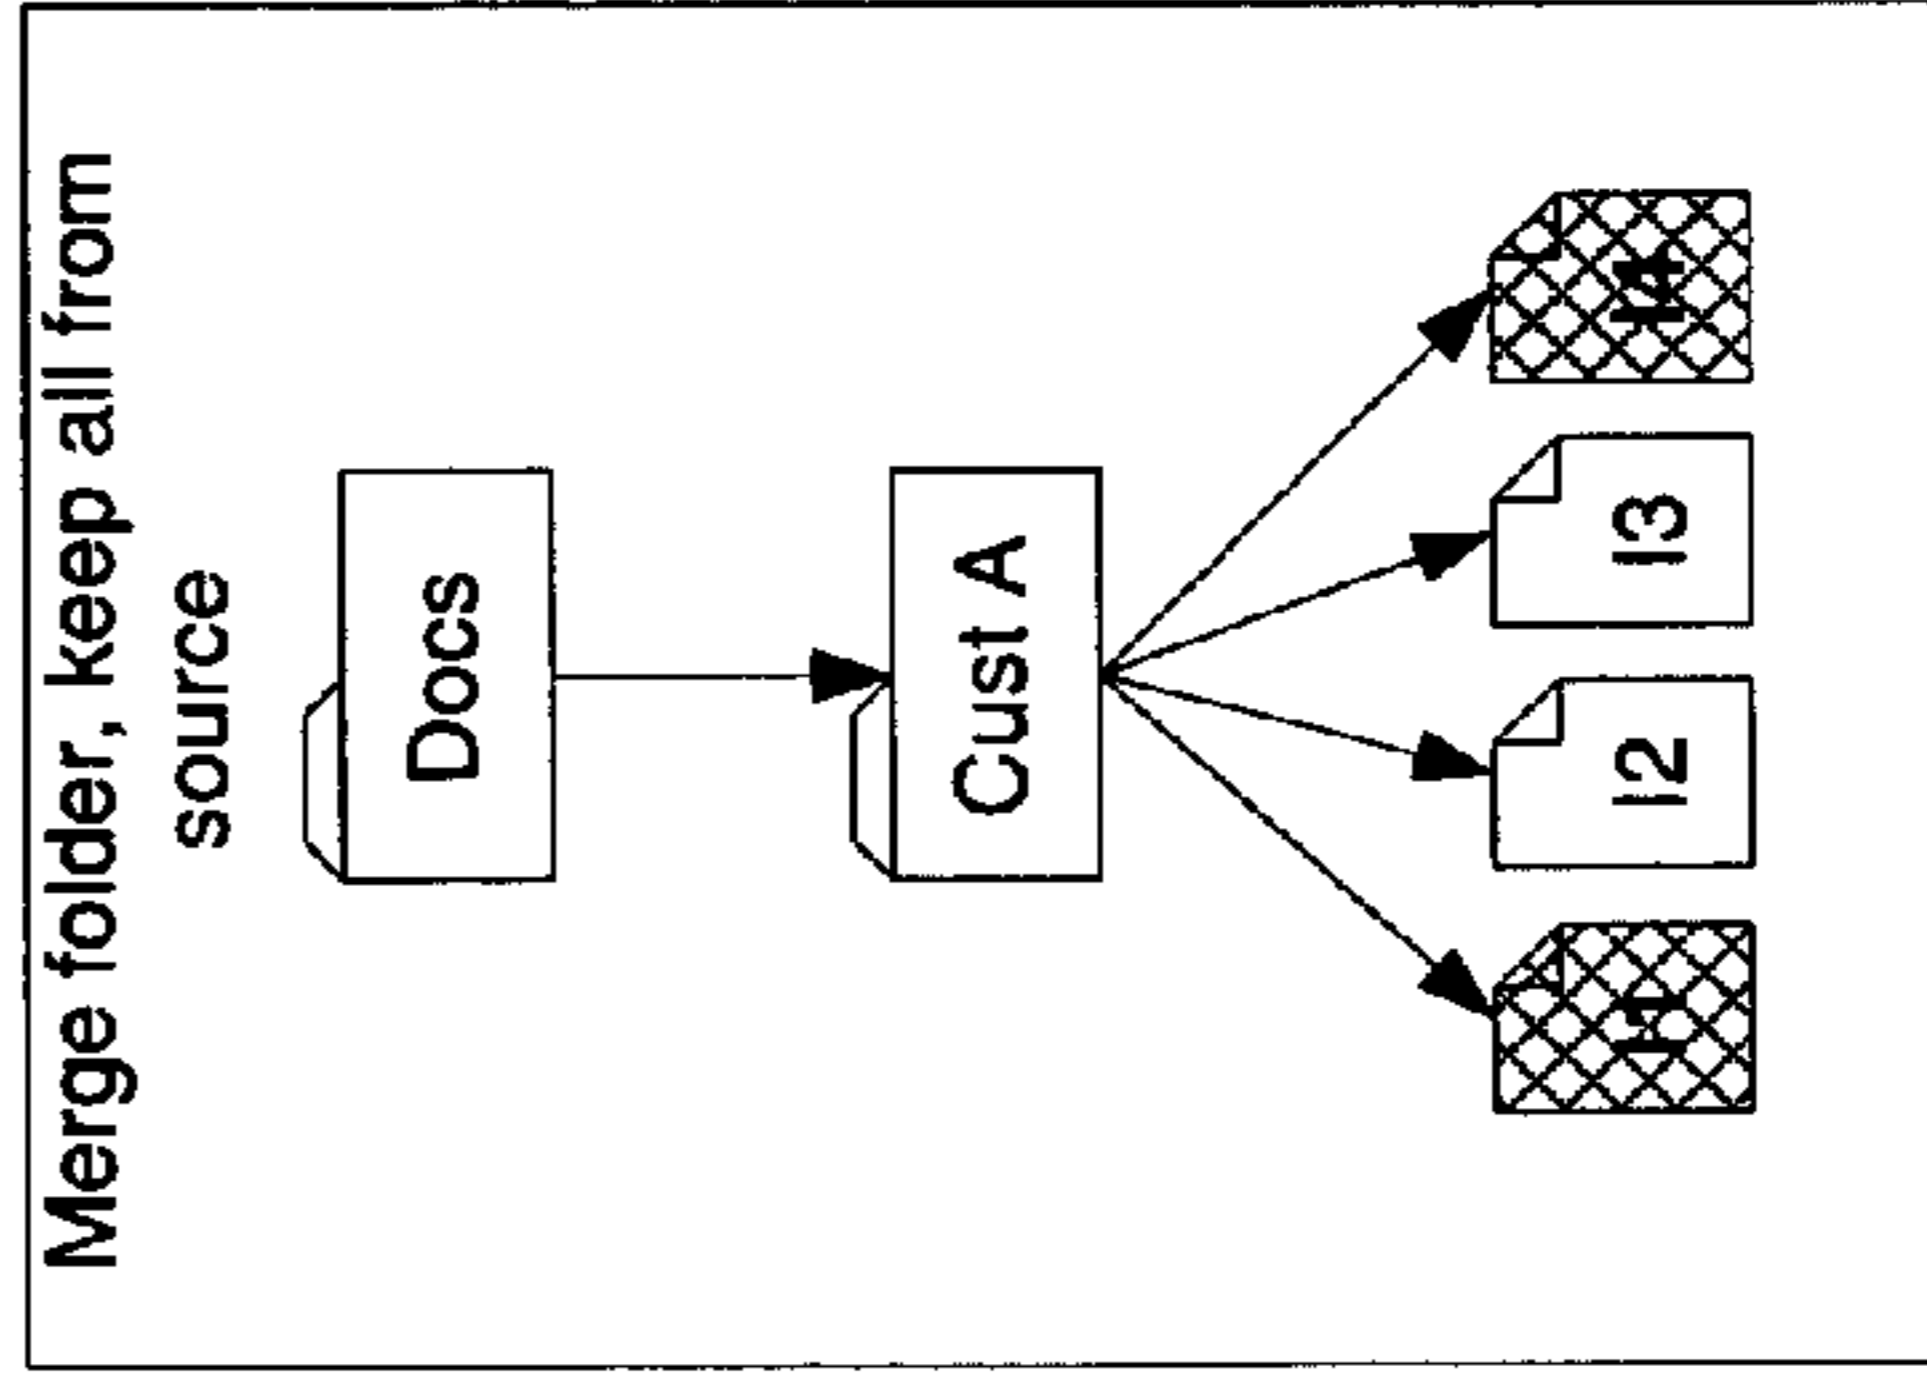 Merge folder, keep all from
source
Docs
Cust A
I1
I2
I3
I4